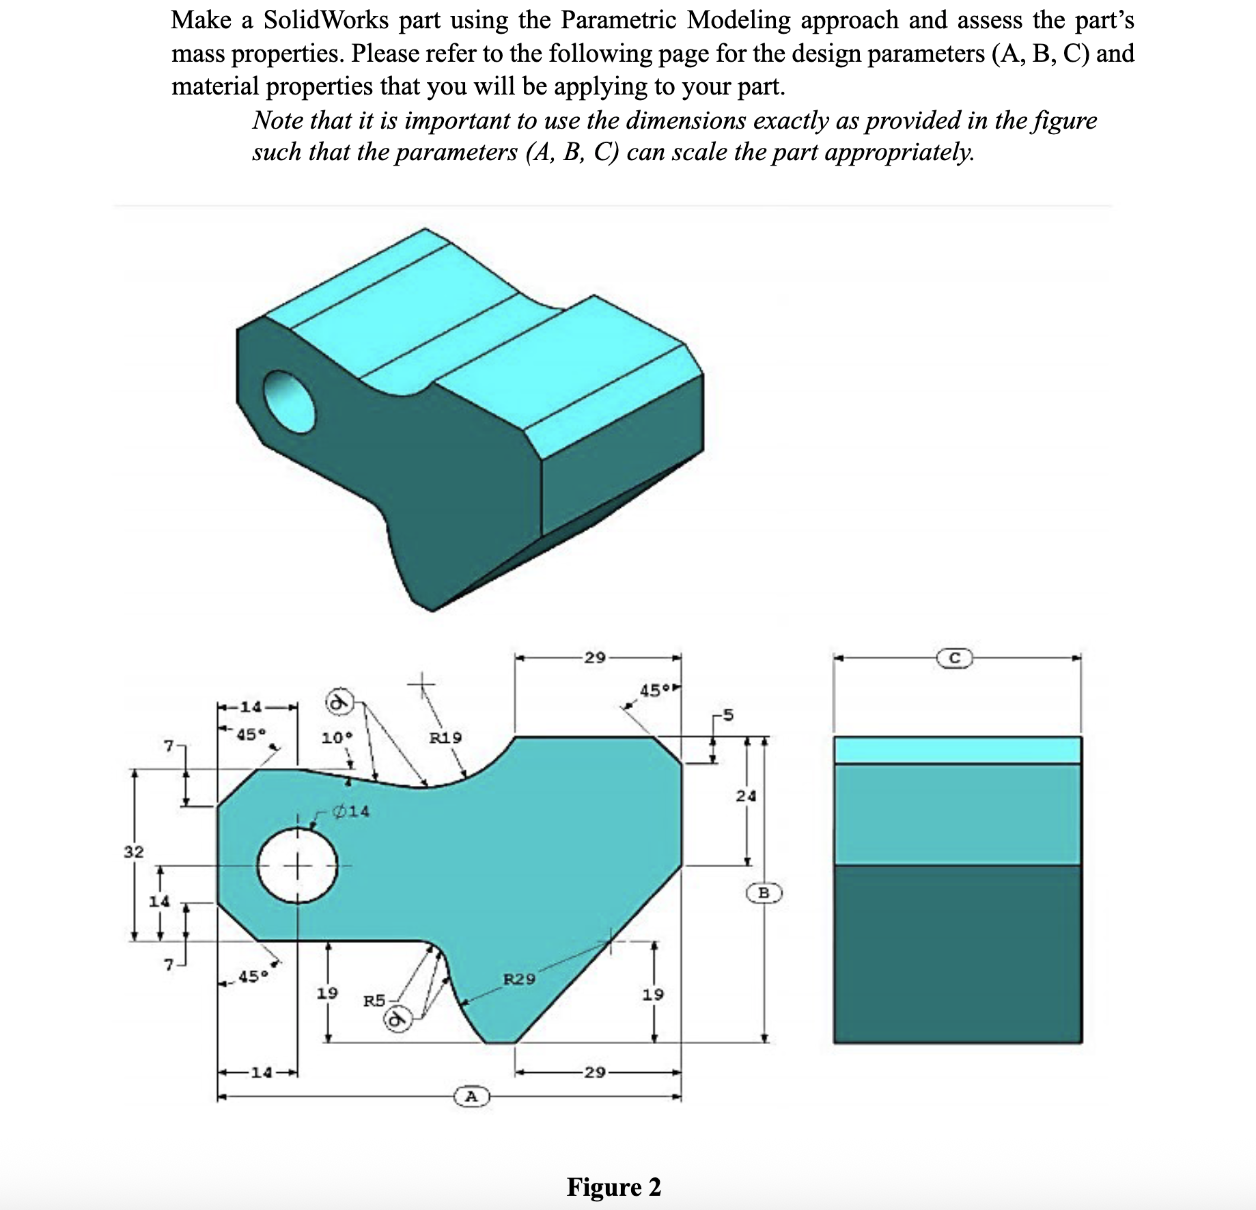 Make a SolidWorks part using the Parametric Modeling approach and assess the part's
mass properties. Please refer to the following page for the design parameters (A, B, C) and
material properties that you will be applying to your part.
Note that it is important to use the dimensions exactly as provided in the figure
such that the parameters (A, B, C) can scale the part appropriately.
29
C
45°
14
5
45°
10°
R19
7
Ø14
24
32
B
14
7
45°
19
R5
R29
19
14
29
A
Figure 2